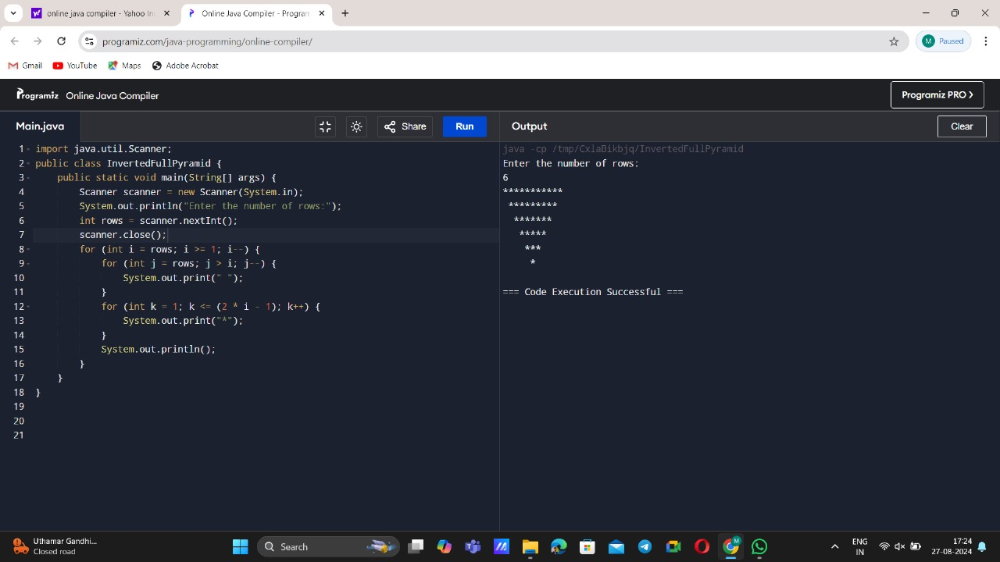 online java compiler - Yahoo In
Online Java Compiler - Program
programiz.com/java-programming/online-compiler/
M Paused
Gmail YouTube Maps Adobe Acrobat
Programiz Online Java Compiler
Programiz PRO >
Main.java
Share
Run
Output
Clear
1 import java.util.Scanner;
2 public class InvertedFullPyramid {
3 public static void main(String[] args) {
4 Scanner scanner = new Scanner(System.in);
5 System.out.println("Enter the number of rows:");
6 int rows = scanner.nextInt();
7 scanner.close();
8 for (int i = rows; i >= 1; i--) {
9 for (int j = rows; j > i; j--) {
10 System.out.print(" ");
11 }
12 for (int k = 1; k <= (2 * i - 1); k++) {
13 System.out.print("*");
14 }
15 System.out.println();
16 }
17 }
18 }
19
20
21
java -cp /tmp/CxlaBikbjq/InvertedFullPyramid
Enter the number of rows:
6
***********
*********
*******
*****
***
*
=== Code Execution Successful ===
Uthamar Gandhi...
Closed road
Search
ENG
IN
17:24
27-08-2024